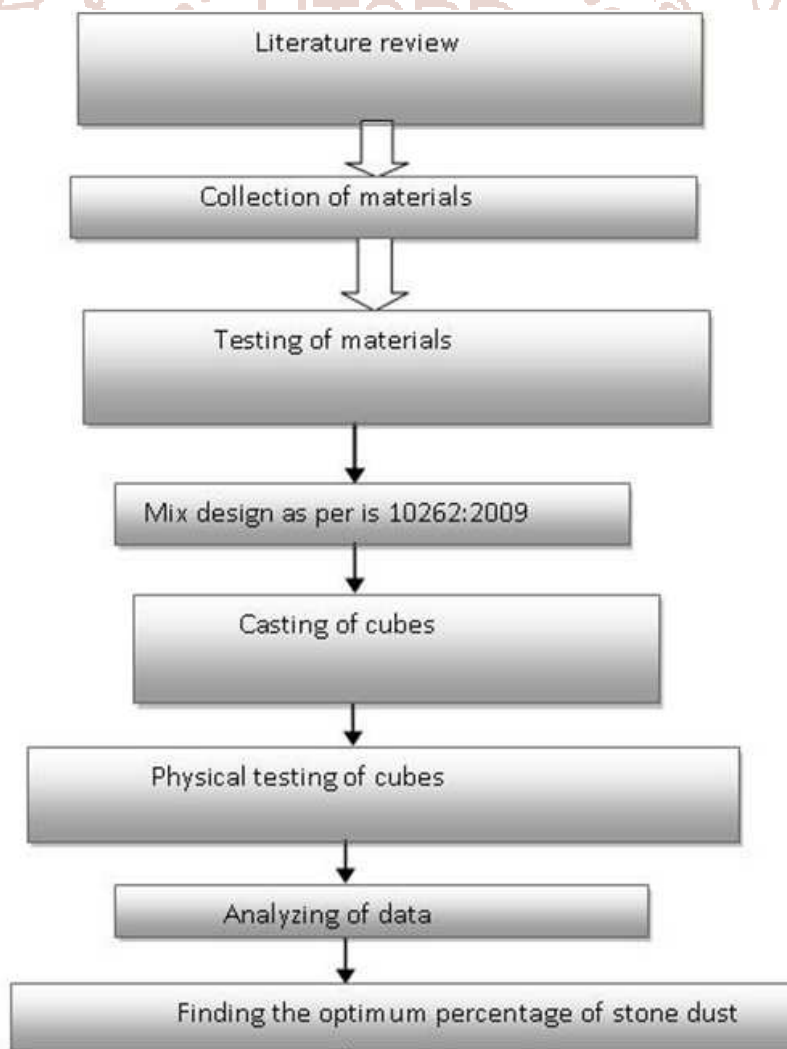 Literature review
Collection of materials
Testing of materials
Mix design as per is 10262:2009
Casting of cubes
Physical testing of cubes
Analyzing of data
Finding the optimum percentage of stone dust